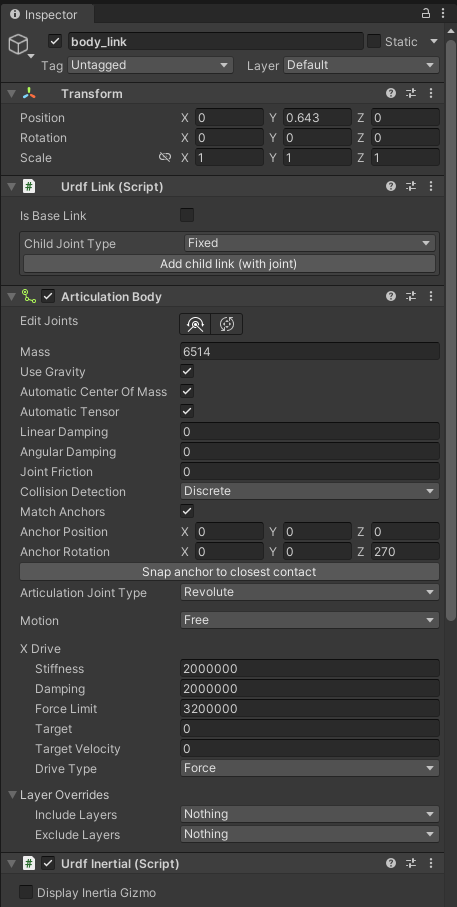 Inspector
body_link Static
Tag Untagged Layer Default
Transform
Position X 0 Y 0.643 Z 0
Rotation X 0 Y 0 Z 0
Scale X 1 Y 1 Z 1
Urdf Link (Script)
Is Base Link
Child Joint Type Fixed
Add child link (with joint)
Articulation Body
Edit Joints
Mass 6514
Use Gravity
Automatic Center Of Mass
Automatic Tensor
Linear Damping 0
Angular Damping 0
Joint Friction 0
Collision Detection Discrete
Match Anchors
Anchor Position X 0 Y 0 Z 0
Anchor Rotation X 0 Y 0 Z 270
Snap anchor to closest contact
Articulation Joint Type Revolute
Motion Free
X Drive
Stiffness 2000000
Damping 2000000
Force Limit 3200000
Target 0
Target Velocity 0
Drive Type Force
Layer Overrides
Include Layers Nothing
Exclude Layers Nothing
Urdf Inertial (Script)
Display Inertia Gizmo